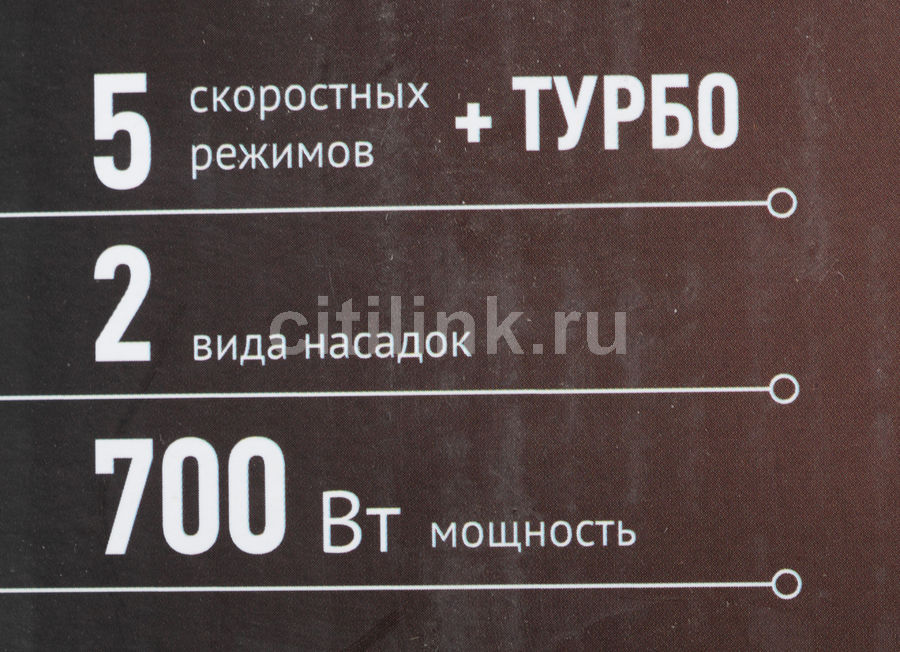 5 скоростных + ТУРБО
режимов
2 вида насадок
citilink.ru
700 Вт мощность